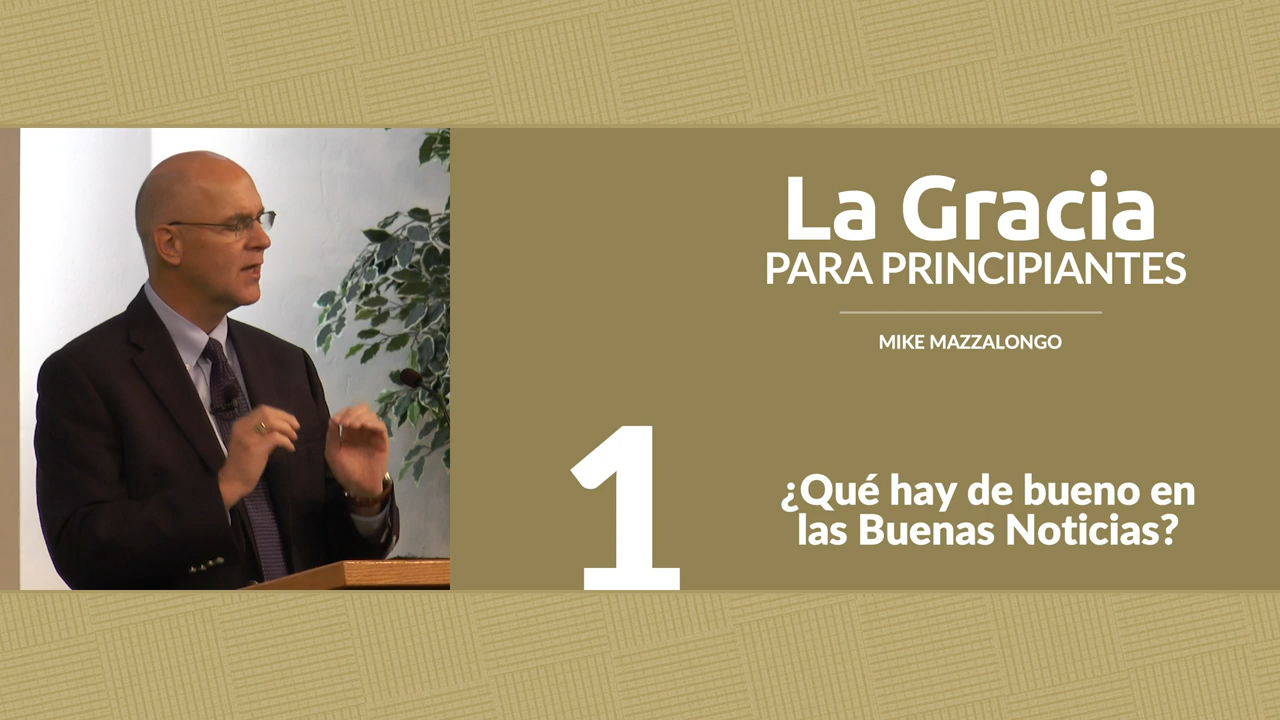 La Gracia
PARA PRINCIPIANTES
MIKE MAZZALONGO
1
¿Qué hay de bueno en
las Buenas Noticias?